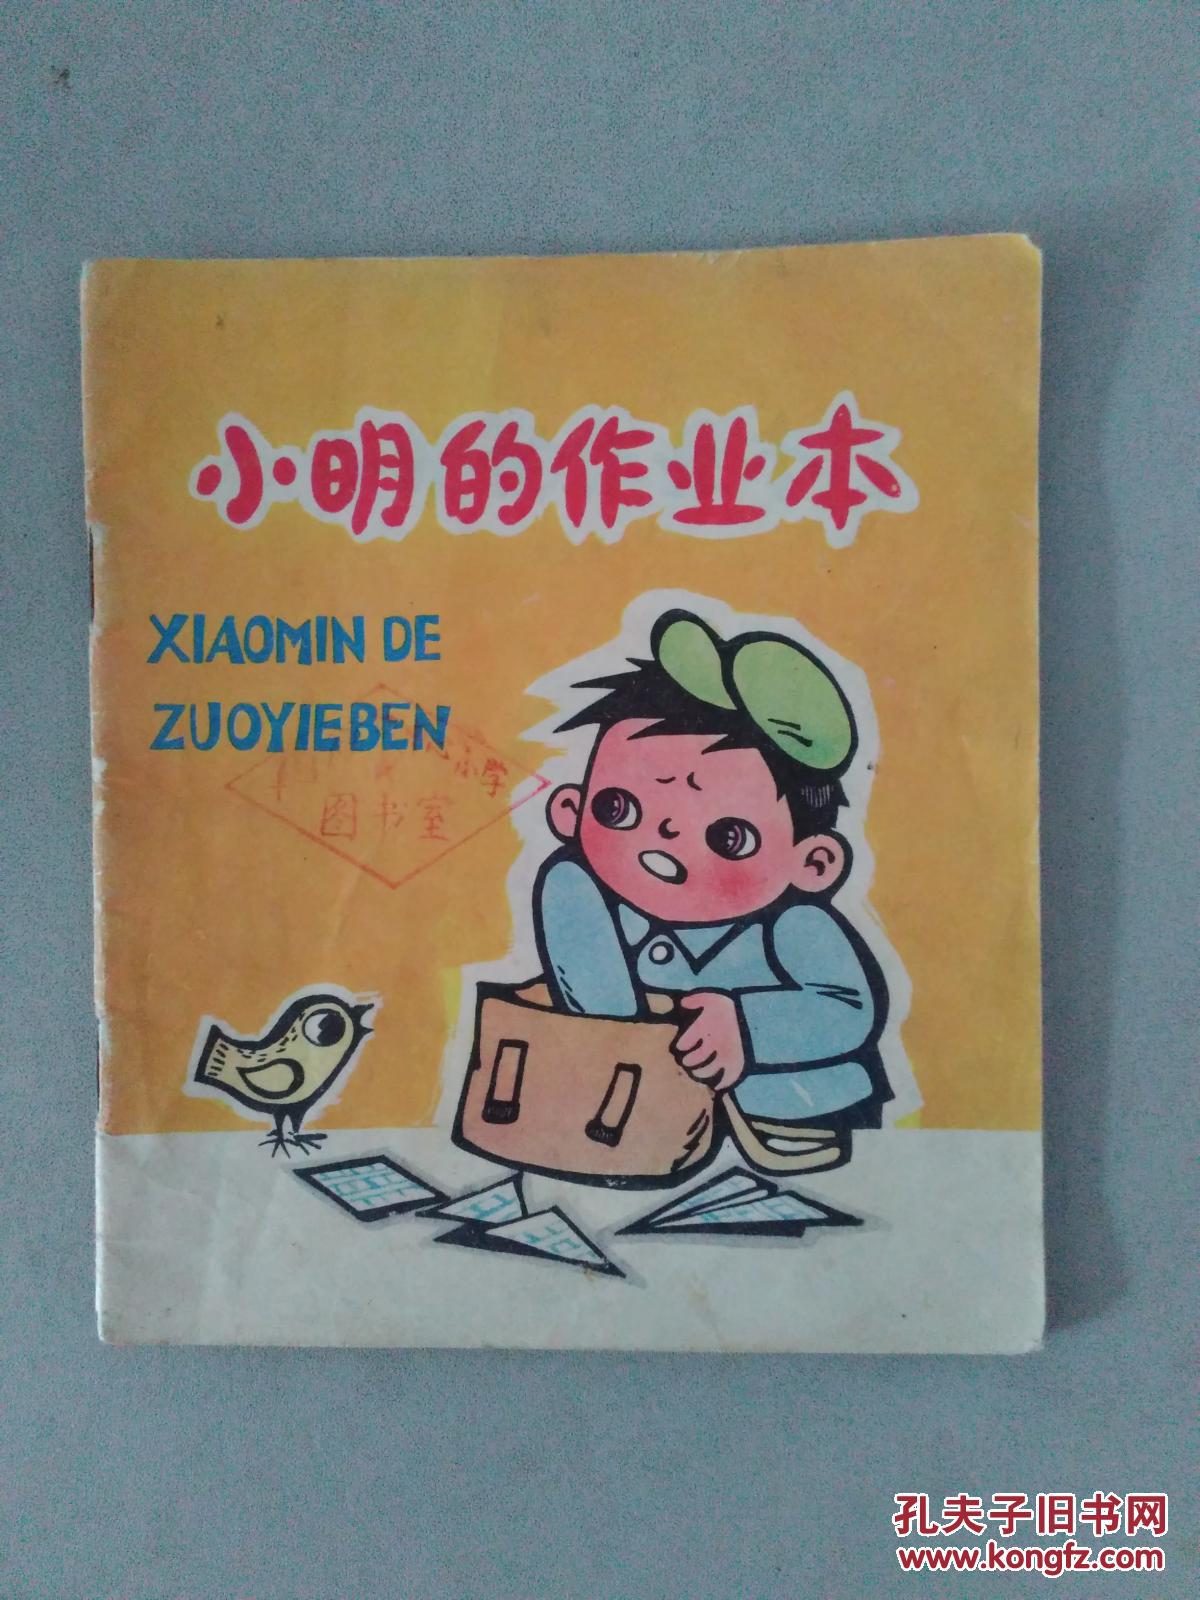 小明的作业本
XIAOMIN DE
ZUOYIEBEN
小学
图书室
孔夫子旧书网
www.kongfz.com